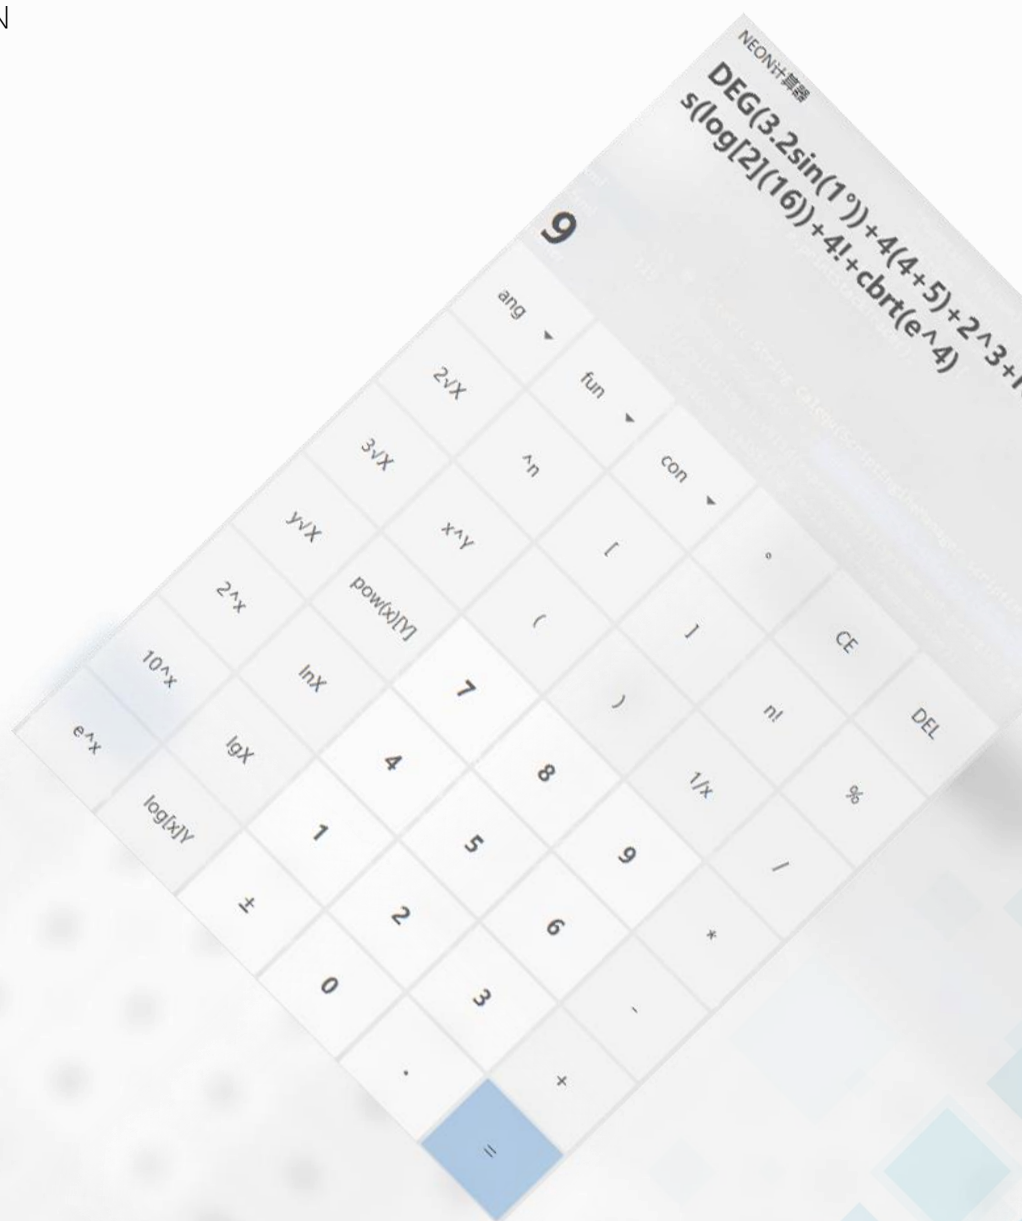 N
NEON计算器
DEG(3.2sin(1°))+4(4+5)+2^3+
s(log[2](16))+4!+cbrt(e^4)
9
ang
fun
con
°
CE
DEL
2√X
^n
[
]
n!
%
3√X
x^Y
(
)
1/x
/
y√X
pow(x)[Y]
7
8
9
*
2^x
lnX
4
5
6
-
10^x
lgX
1
2
3
+
e^x
log[x]Y
±
0
.
=